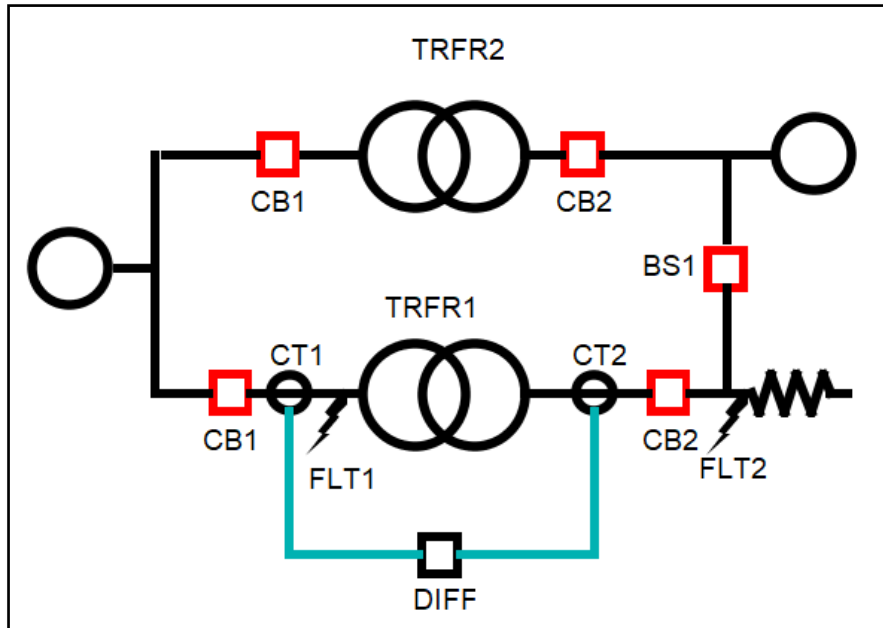 TRFR2
CB1
CB2
BS1
TRFR1
CT1
CT2
CB1
CB2
FLT1
FLT2
DIFF